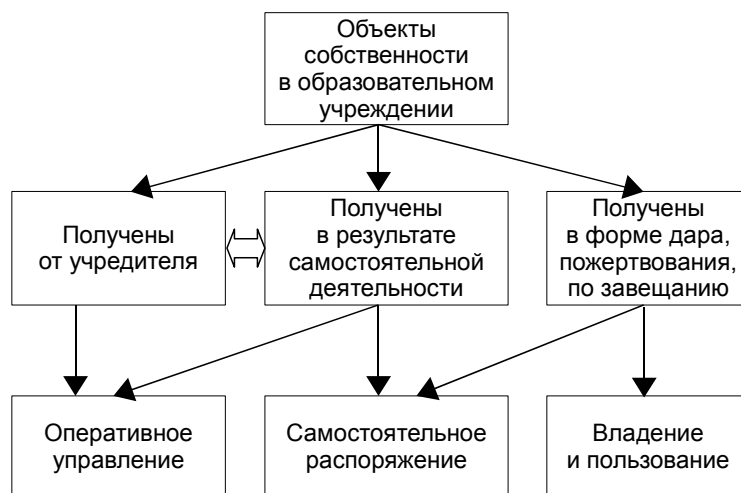 Объекты
собственности
в образовательном
учреждении
Получены
от учредителя
Получены
в результате
самостоятельной
деятельности
Получены
в форме дара,
пожертвования,
по завещанию
Оперативное
управление
Самостоятельное
распоряжение
Владение
и пользование